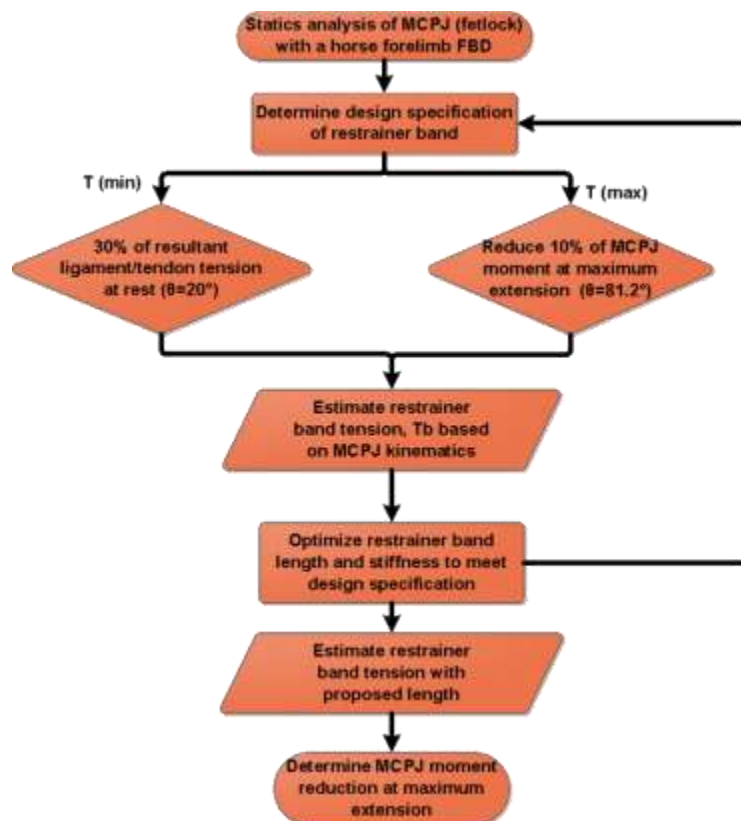 Statics analysis of MCPJ (fetlock)
with a horse forelimb FBD
Determine design specification
of restrainer band
T (min)
T (max)
30% of resultant
ligament/tendon tension
at rest (θ=20°)
Reduce 10% of MCPJ
moment at maximum
extension (θ=81.2°)
Estimate restrainer
band tension, Tb based
on MCPJ kinematics
Optimize restrainer band
length and stiffness to meet
design specification
Estimate restrainer
band tension with
proposed length
Determine MCPJ moment
reduction at maximum
extension